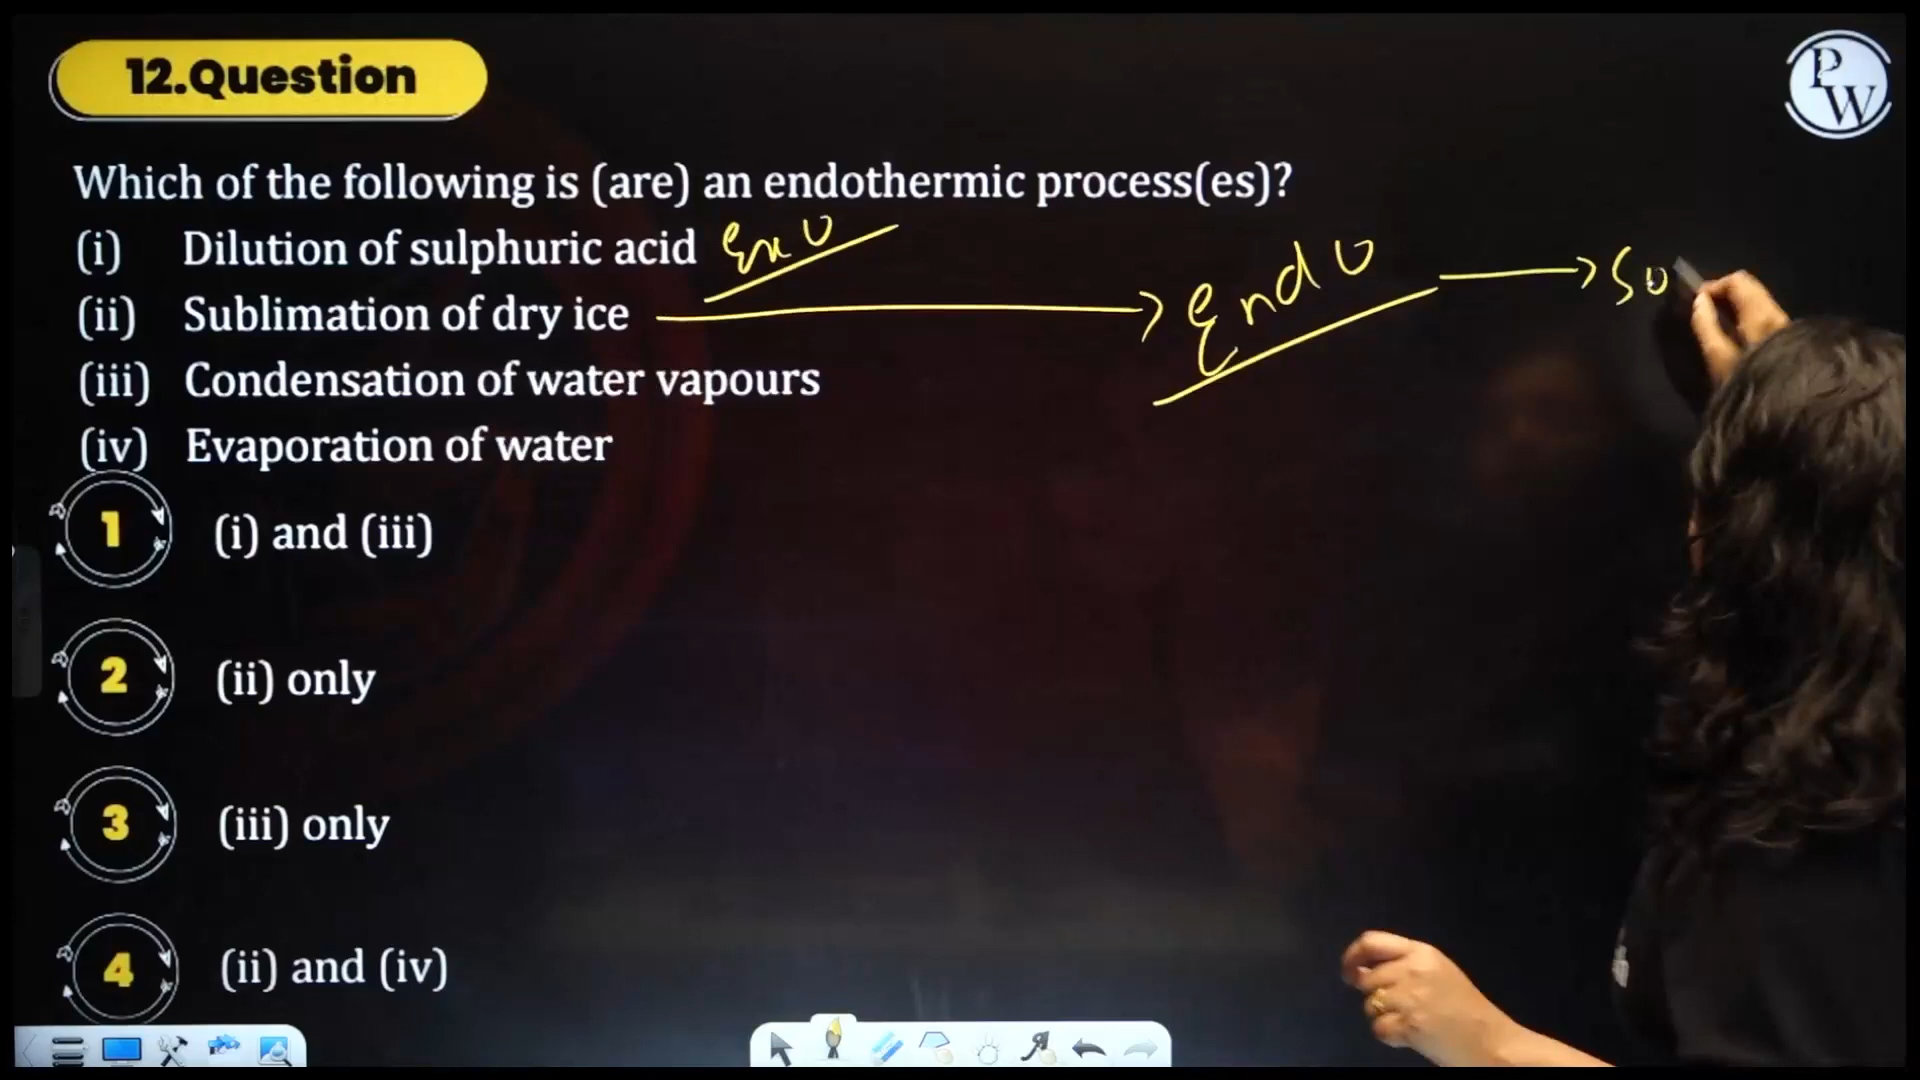 12.Question
PW
Which of the following is (are) an endothermic process(es)?
(i) Dilution of sulphuric acid Exo
(ii) Sublimation of dry ice Endo So
(iii) Condensation of water vapours
(iv) Evaporation of water
1 (i) and (iii)
2 (ii) only
3 (iii) only
4 (ii) and (iv)